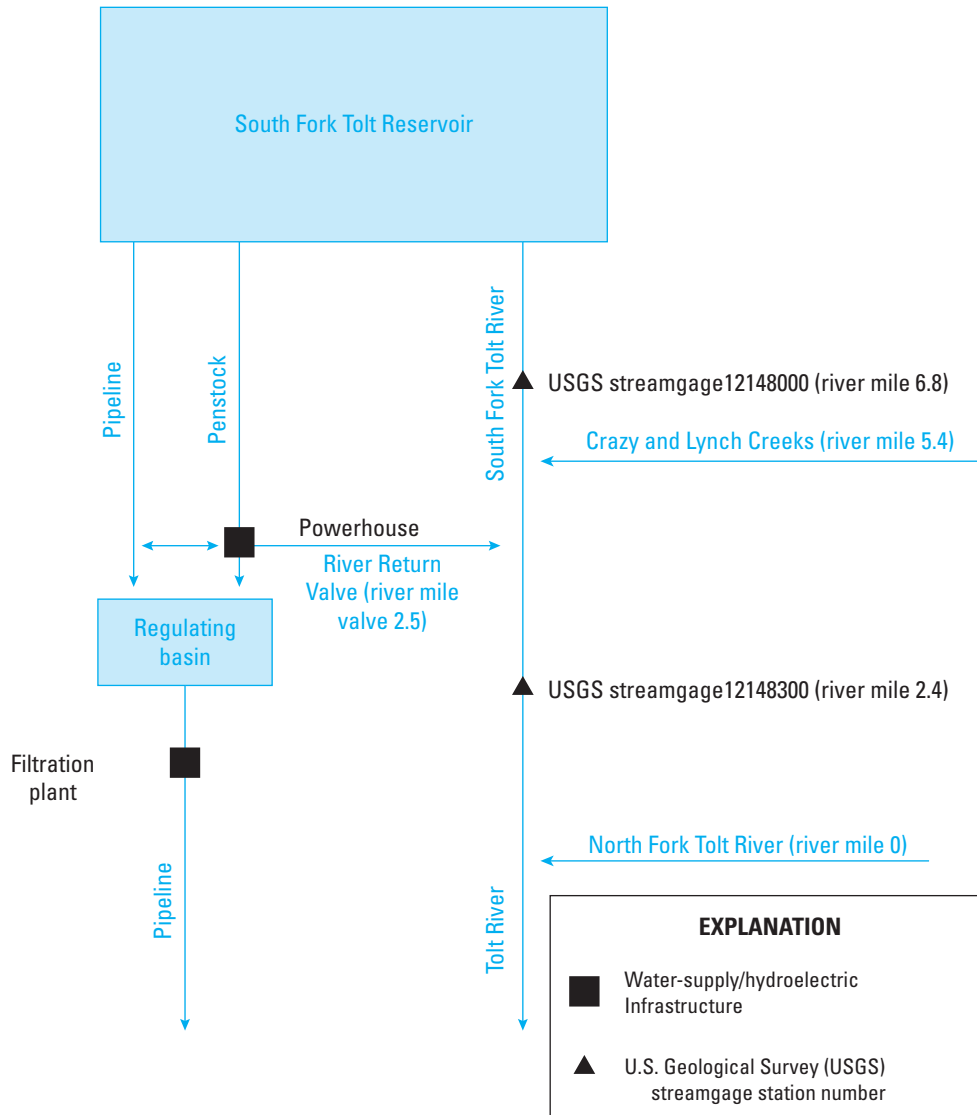 South Fork Tolt Reservoir
Pipeline
Penstock
South Fork Tolt River
USGS streamgage12148000 (river mile 6.8)
Crazy and Lynch Creeks (river mile 5.4)
Powerhouse
River Return
Valve (river mile
valve 2.5)
Regulating
basin
USGS streamgage12148300 (river mile 2.4)
Filtration
plant
North Fork Tolt River (river mile 0)
Pipeline
Tolt River
EXPLANATION
Water-supply/hydroelectric
Infrastructure
U.S. Geological Survey (USGS)
streamgage station number